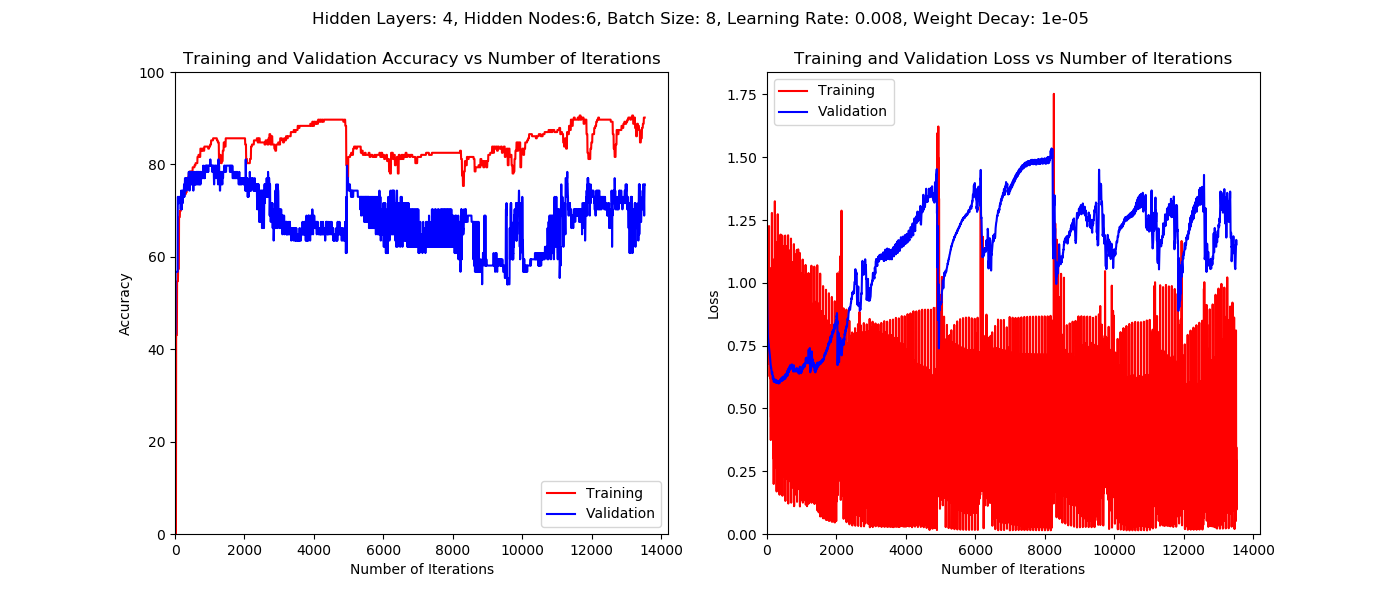 Hidden Layers: 4, Hidden Nodes:6, Batch Size: 8, Learning Rate: 0.008, Weight Decay: 1e-05
Training and Validation Accuracy vs Number of Iterations
100
80
60
40
20
0
Accuracy
Training
Validation
0 2000 4000 6000 8000 10000 12000 14000
Number of Iterations
Training and Validation Loss vs Number of Iterations
Training
Validation
1.75
1.50
1.25
1.00
0.75
0.50
0.25
0.00
Loss
0 2000 4000 6000 8000 10000 12000 14000
Number of Iterations